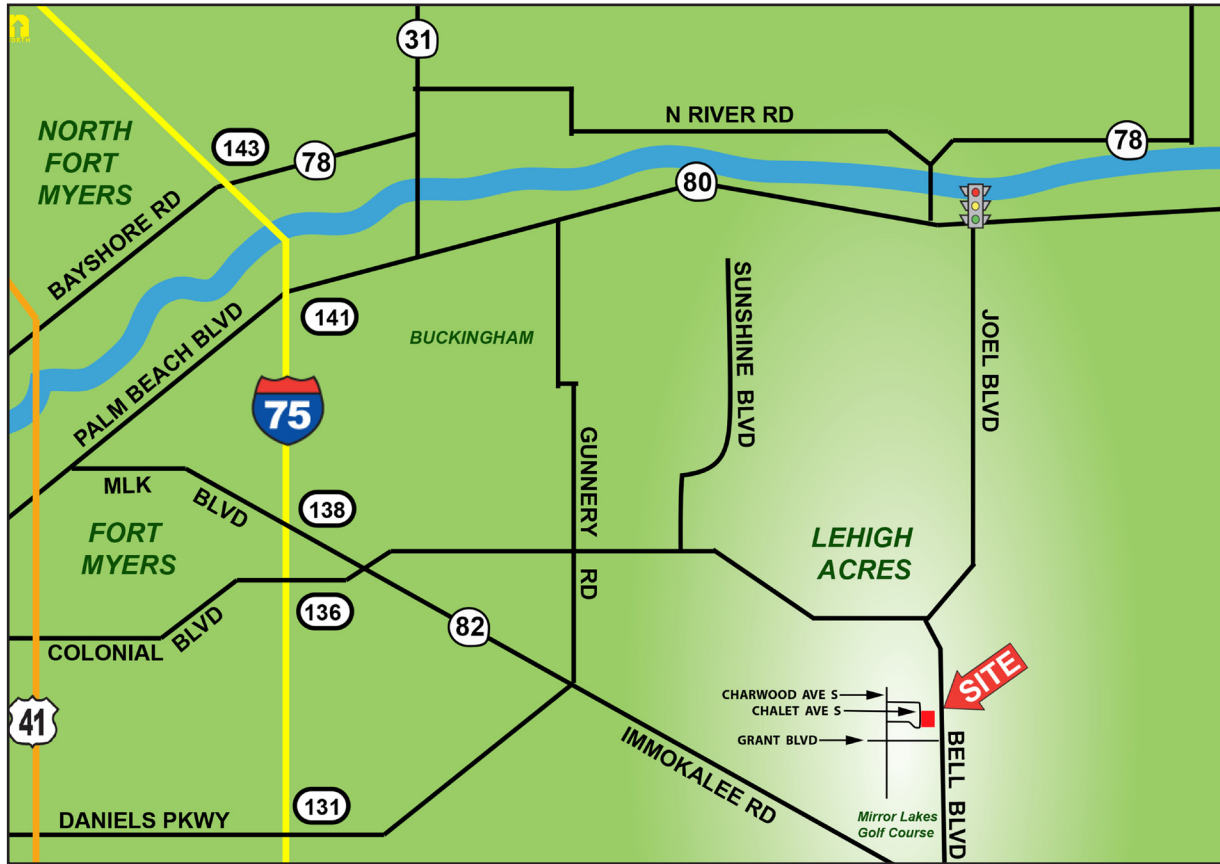 n
31
N RIVER RD
NORTH
FORT
MYERS
143
78
78
80
BAYSHORE RD
141
PALM BEACH BLVD
BUCKINGHAM
SUNSHINE BLVD
JOEL BLVD
75
GUNNERY RD
MLK BLVD
138
FORT
MYERS
LEHIGH
ACRES
136
COLONIAL BLVD
82
SITE
CHARWOOD AVE S
CHALET AVE S
GRANT BLVD
41
IMMOKALEE RD
BELL BLVD
131
DANIELS PKWY
Mirror Lakes
Golf Course